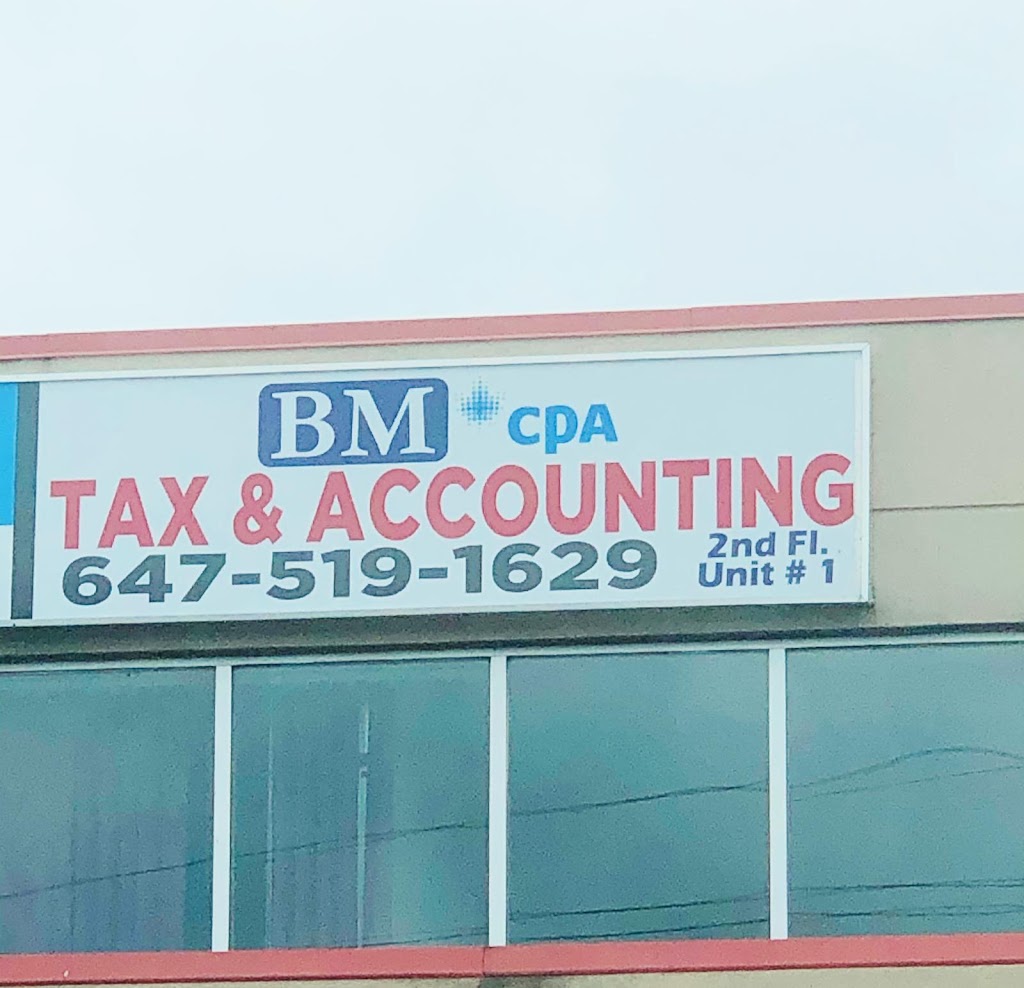 BM CPA
TAX & ACCOUNTING
647-519-1629
2nd Fl.
Unit # 1